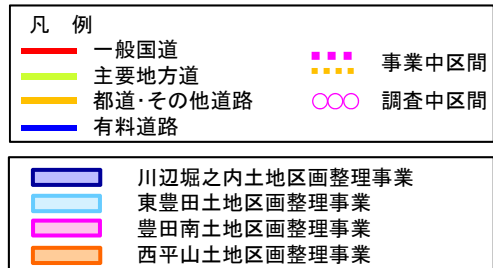 凡 例
一般国道
主要地方道
都道・その他道路
有料道路
事業中区間
調査中区間
川辺堀之内土地区画整理事業
東豊田土地区画整理事業
豊田南土地区画整理事業
西平山土地区画整理事業